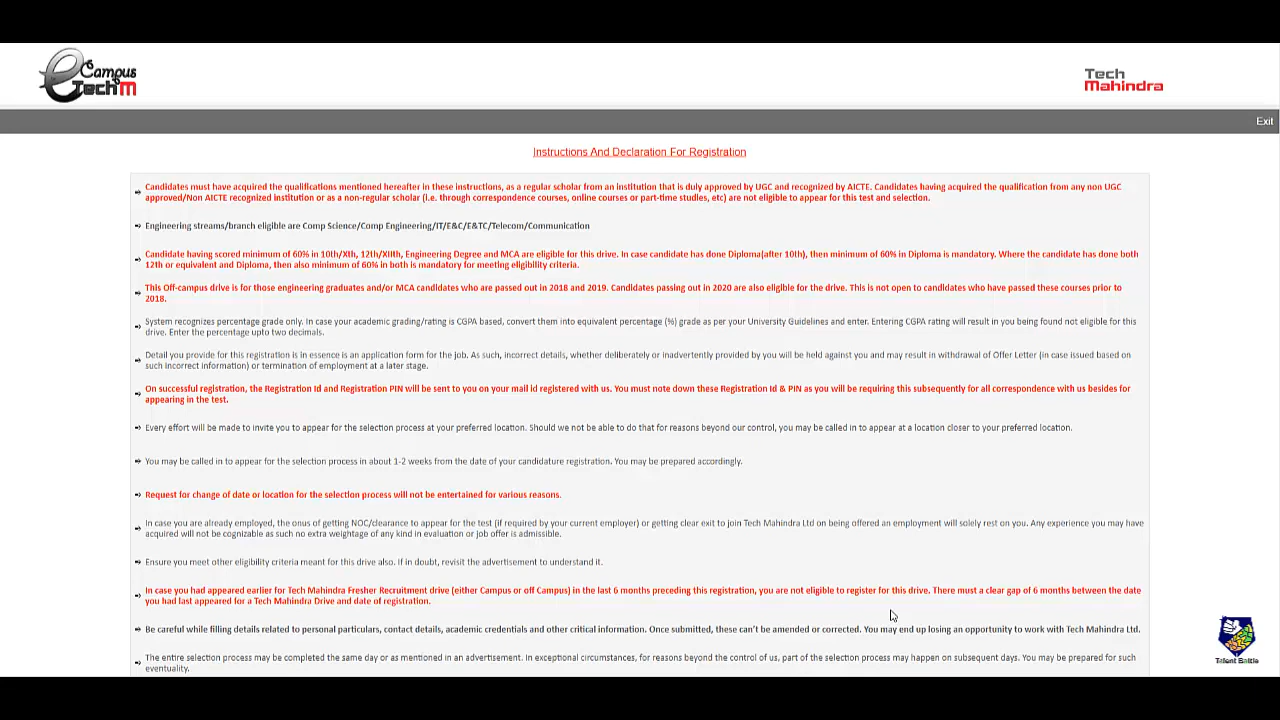 eCampus
TechM
Tech
Mahindra
Exit
Instructions And Declaration For Registration
Candidates must have acquired the qualifications mentioned hereafter in these instructions, as a regular scholar from an institution that is duly approved by UGC and recognized by AICTE. Candidates having acquired the qualification from any non UGC
approved/Non AICTE recognized institution or as a non-regular scholar (i.e. through correspondence courses, online courses or part-time studies, etc) are not eligible to appear for this test and selection.
Engineering streams/branch eligible are Comp Science/Comp Engineering/IT/E&C/E&TC/Telecom/Communication
Candidate having scored minimum of 60% in 10th/Xth, 12th/XIIth, Engineering Degree and MCA are eligible for this drive. In case candidate has done Diploma(after 10th), then minimum of 60% in Diploma is mandatory. Where the candidate has done both
12th or equivalent and Diploma, then also minimum of 60% in both is mandatory for meeting eligibility criteria.
This Off-campus drive is for those engineering graduates and/or MCA candidates who are passed out in 2018 and 2019. Candidates passing out in 2020 are also eligible for the drive. This is not open to candidates who have passed these courses prior to
2018.
System recognizes percentage grade only. In case your academic grading/rating is CGPA based, convert them into equivalent percentage (%) grade as per your University Guidelines and enter. Entering CGPA rating will result in you being found not eligible for this
drive. Enter the percentage upto two decimals.
Detail you provide for this registration is in essence is an application form for the job. As such, incorrect details, whether deliberately or inadvertently provided by you will be held against you and may result in withdrawal of Offer Letter (in case issued based on
such incorrect information) or termination of employment at a later stage.
On successful registration, the Registration Id and Registration PIN will be sent to you on your mail id registered with us. You must note down these Registration Id & PIN as you will be requiring this subsequently for all correspondence with us besides for
appearing in the test.
Every effort will be made to invite you to appear for the selection process at your preferred location. Should we not be able to do that for reasons beyond our control, you may be called in to appear at a location closer to your preferred location.
You may be called in to appear for the selection process in about 1-2 weeks from the date of your candidature registration. You may be prepared accordingly.
Request for change of date or location for the selection process will not be entertained for various reasons.
In case you are already employed, the onus of getting NOC/clearance to appear for the test (if required by your current employer) or getting clear exit to join Tech Mahindra Ltd on being offered an employment will solely rest on you. Any experience you may have
acquired will not be cognizable as such no extra weightage of any kind in evaluation or job offer is admissible.
Ensure you meet other eligibility criteria meant for this drive also. If in doubt, revisit the advertisement to understand it.
In case you had appeared earlier for Tech Mahindra Fresher Recruitment drive (either Campus or off Campus) in the last 6 months preceding this registration, you are not eligible to register for this drive. There must a clear gap of 6 months between the date
you had last appeared for a Tech Mahindra Drive and date of registration.
Be careful while filling details related to personal particulars, contact details, academic credentials and other critical information. Once submitted, these can't be amended or corrected. You may end up losing an opportunity to work with Tech Mahindra Ltd.
The entire selection process may be completed the same day or as mentioned in an advertisement. In exceptional circumstances, for reasons beyond the control of us, part of the selection process may happen on subsequent days. You may be prepared for such
eventuality.
Talent Battle